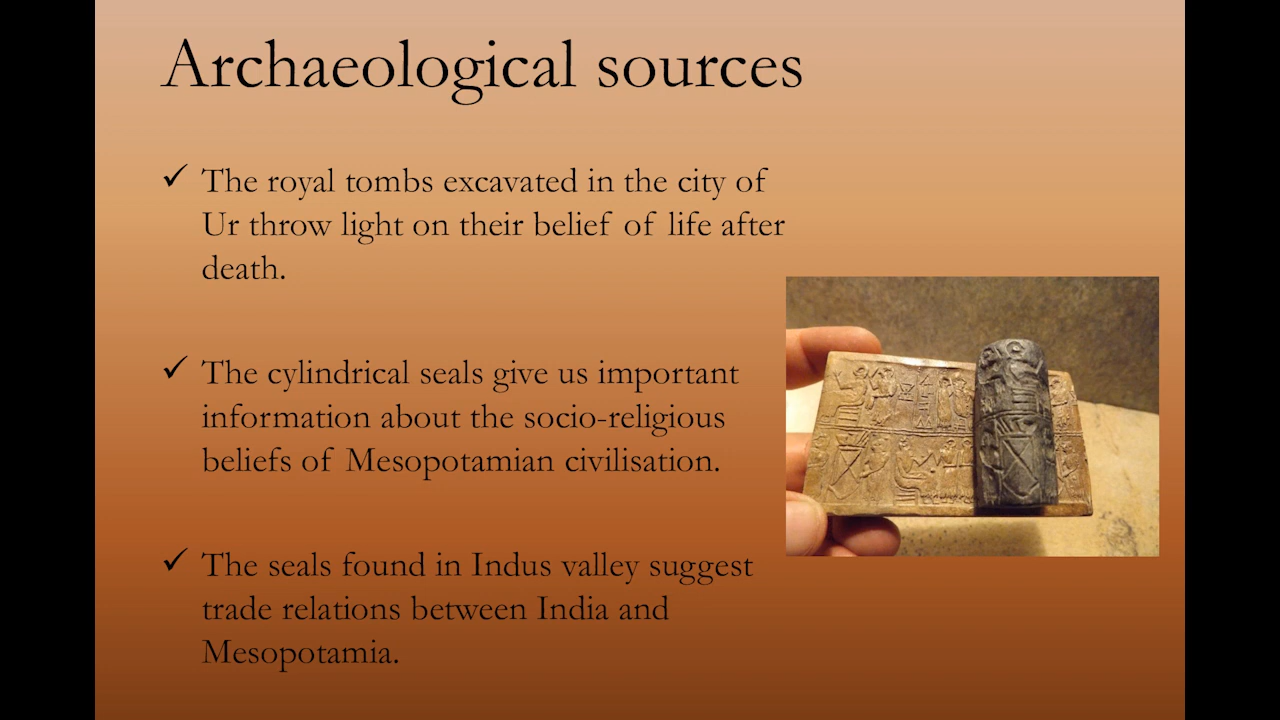 Archaeological sources
✓ The royal tombs excavated in the city of
Ur throw light on their belief of life after
death.
✓ The cylindrical seals give us important
information about the socio-religious
beliefs of Mesopotamian civilisation.
✓ The seals found in Indus valley suggest
trade relations between India and
Mesopotamia.